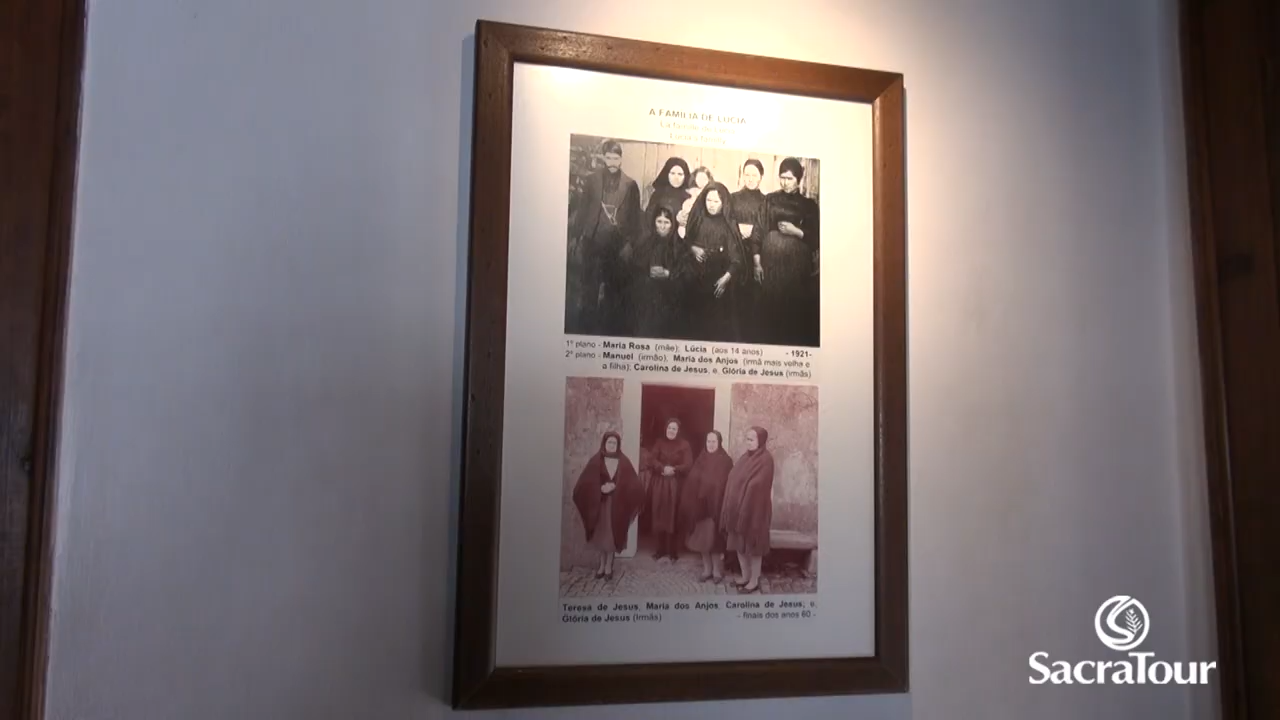 A FAMÍLIA DE LÚCIA
1º plano - Maria Rosa (mãe); Lúcia (aos 14 anos) - 1921-
2º plano - Manuel (irmão), Maria dos Anjos (irmã mais velha e
a filha); Carolina de Jesus, e, Glória de Jesus (irmãs)
Teresa de Jesus, Maria dos Anjos, Carolina de Jesus; e,
Glória de Jesus (Irmãs) - finais dos anos 60 -
SacraTour